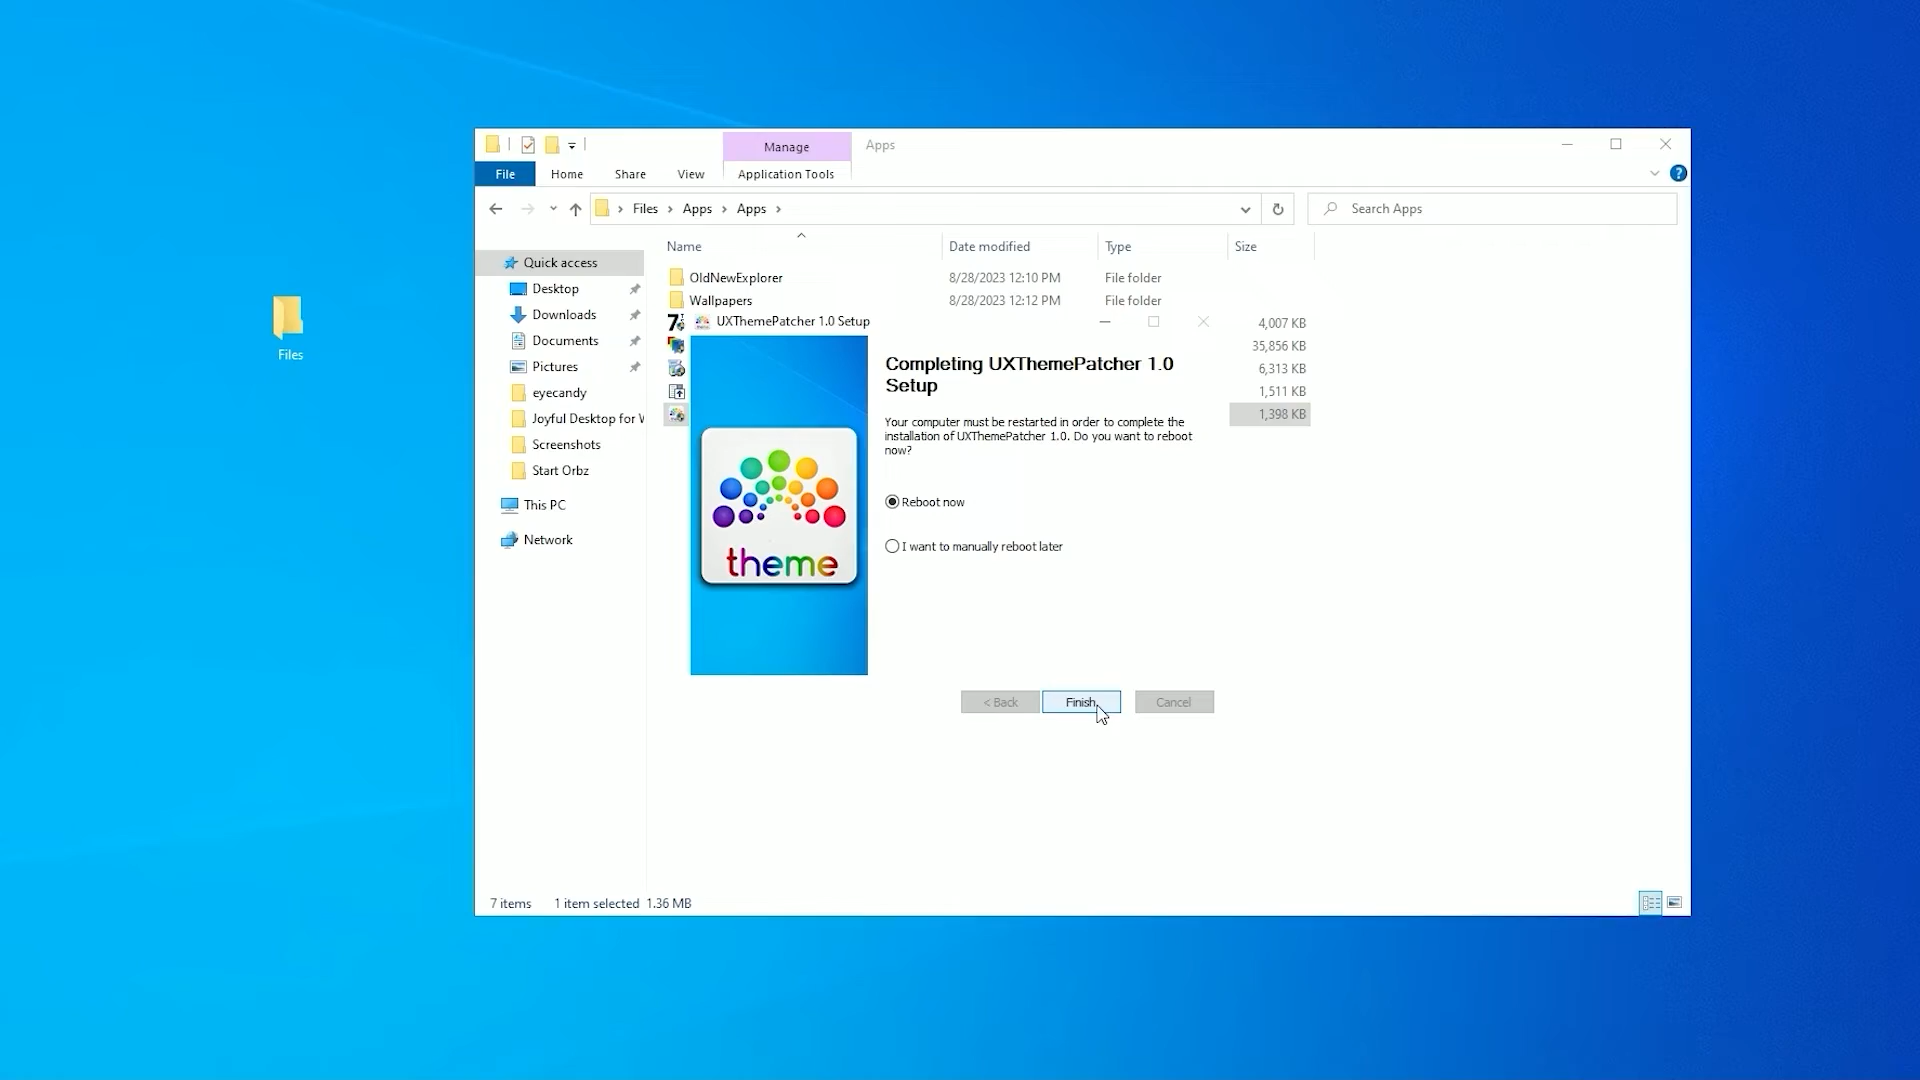 Manage
Apps
File
Home
Share
View
Application Tools
Files
Apps
Apps
Search Apps
Name
Date modified
Type
Size
Quick access
Desktop
Downloads
Documents
Pictures
eyecandy
Joyful Desktop for
Screenshots
Start Orbz
This PC
Network
OldNewExplorer
8/28/2023 12:10 PM
File folder
Wallpapers
8/28/2023 12:12 PM
File folder
4,007 KB
35,856 KB
6,313 KB
1,511 KB
1,398 KB
UXThemePatcher 1.0 Setup
theme
Completing UXThemePatcher 1.0
Setup
Your computer must be restarted in order to complete the
installation of UXThemePatcher 1.0. Do you want to reboot
now?
Reboot now
I want to manually reboot later
< Back
Finish
Cancel
7 items
1 item selected 1.36 MB
Files